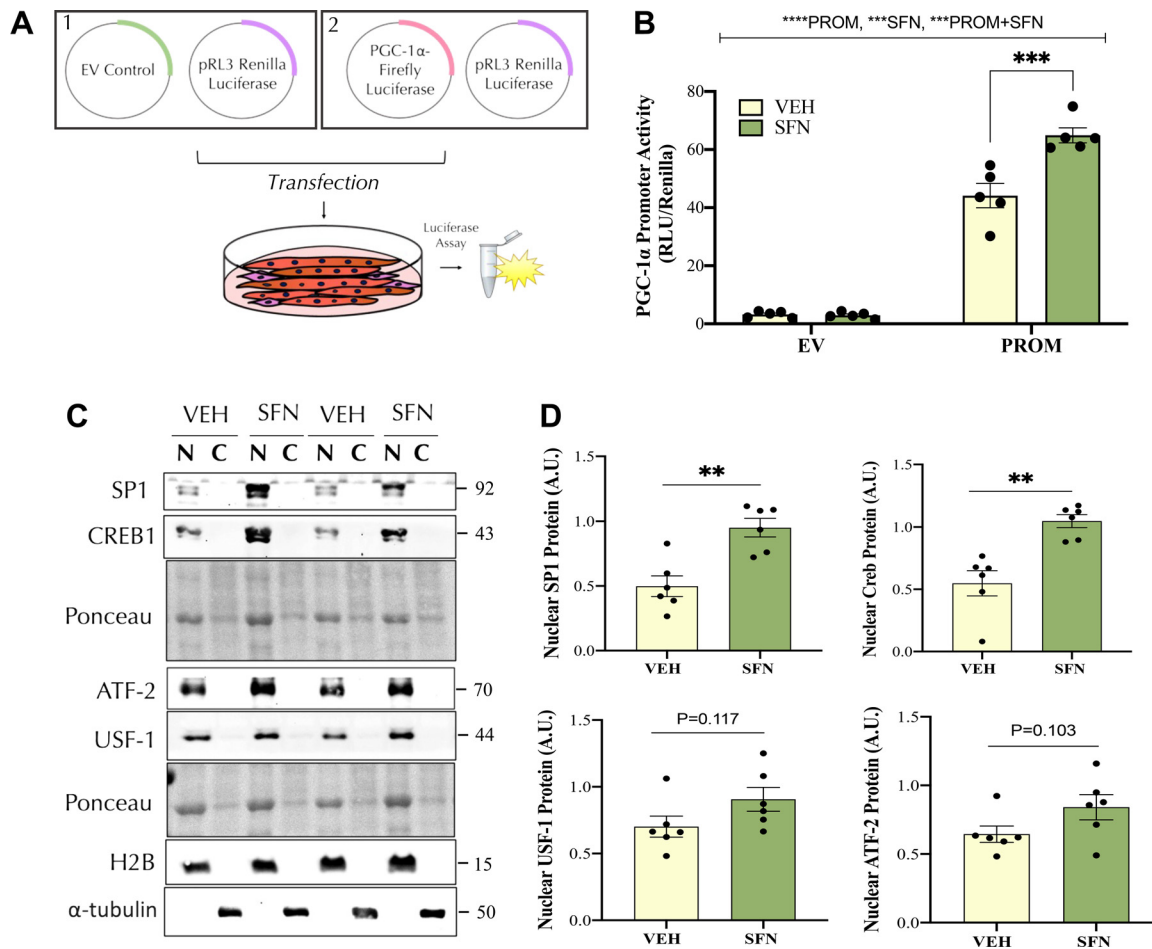 A
1
EV Control
pRL3 Renilla
Luciferase
2
PGC-1α-
Firefly
Luciferase
pRL3 Renilla
Luciferase
Transfection
Luciferase
Assay
B
****PROM, ***SFN, ***PROM+SFN
***
VEH
SFN
PGC-1α Promoter Activity
(RLU/Renilla)
80
60
40
20
0
EV
PROM
C
VEH SFN VEH SFN
N C N C N C N C
SP1
92
CREB1
43
Ponceau
ATF-2
70
USF-1
44
Ponceau
H2B
15
α-tubulin
50
D
Nuclear SP1 Protein (A.U.)
1.5
1.0
0.5
0.0
**
VEH
SFN
Nuclear Creb Protein (A.U.)
1.5
1.0
0.5
0.0
**
VEH
SFN
Nuclear USF-1 Protein (A.U.)
1.5
1.0
0.5
0.0
P=0.117
VEH
SFN
Nuclear ATF-2 Protein (A.U.)
1.5
1.0
0.5
0.0
P=0.103
VEH
SFN